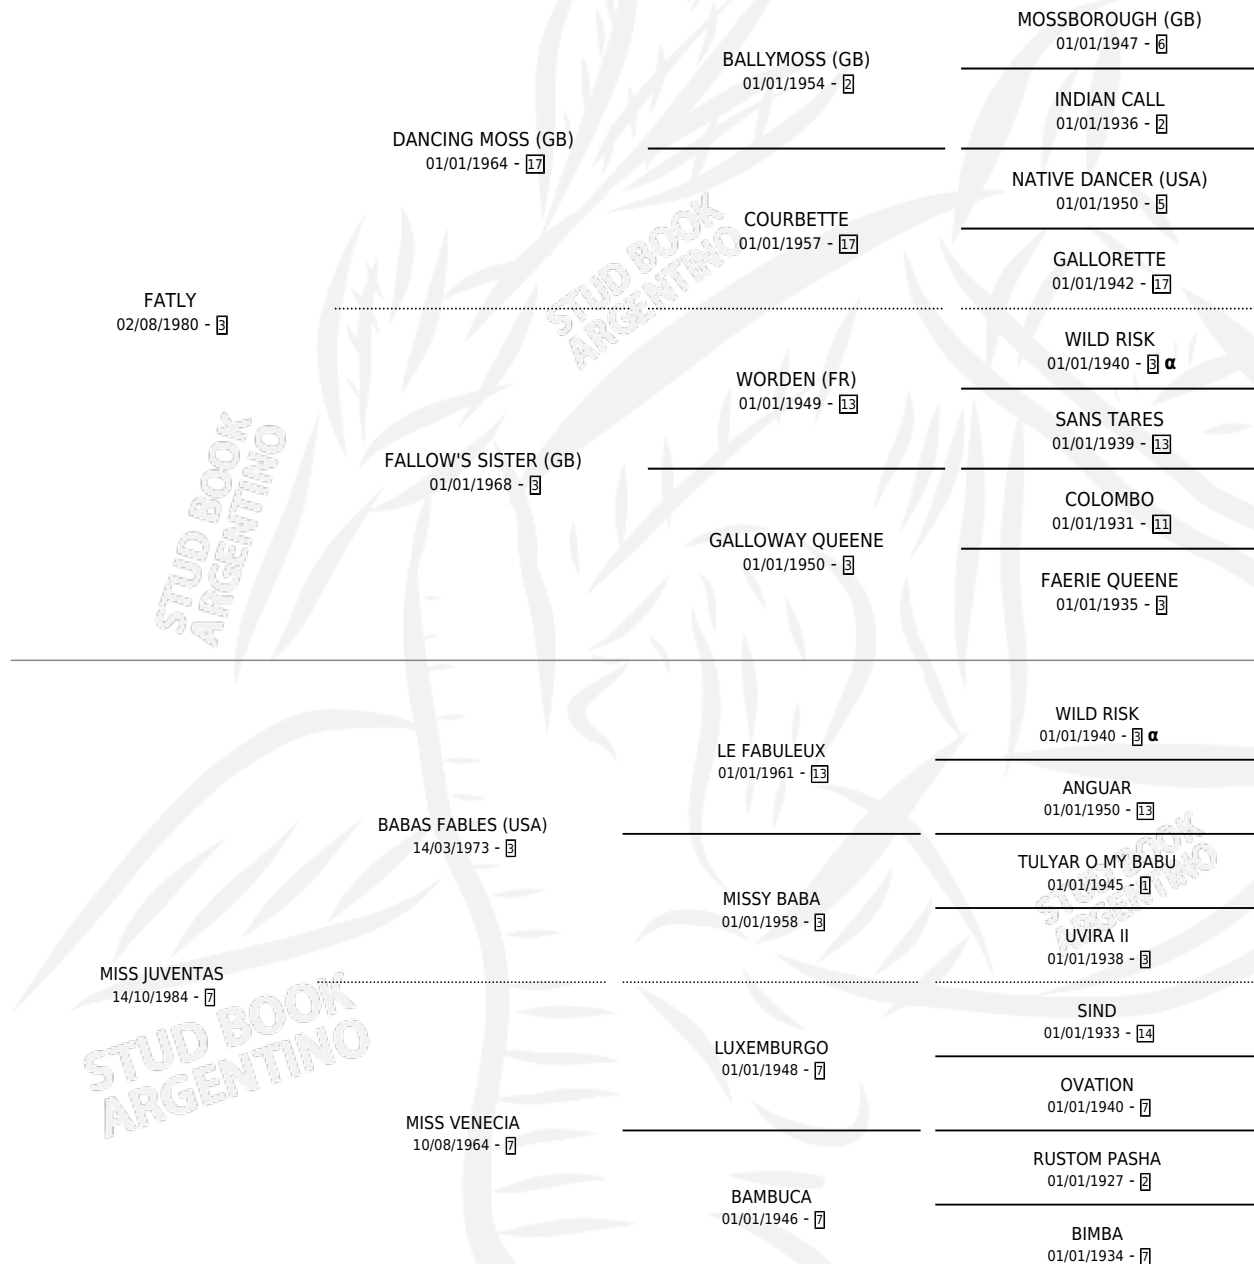 MOSSBOROUGH (GB)
01/01/1947 - 6
BALLYMOSS (GB)
01/01/1954 - 2
INDIAN CALL
01/01/1936 - 2
DANCING MOSS (GB)
01/01/1964 - 17
NATIVE DANCER (USA)
01/01/1950 - 5
COURBETTE
01/01/1957 - 17
GALLORETTE
01/01/1942 - 17
FATLY
02/08/1980 - 3
WILD RISK
01/01/1940 - 3 α
WORDEN (FR)
01/01/1949 - 13
SANS TARES
01/01/1939 - 13
FALLOW'S SISTER (GB)
01/01/1968 - 3
COLOMBO
01/01/1931 - 11
GALLOWAY QUEENE
01/01/1950 - 3
FAERIE QUEENE
01/01/1935 - 3
WILD RISK
01/01/1940 - 3 α
LE FABULEUX
01/01/1961 - 13
ANGUAR
01/01/1950 - 13
BABAS FABLES (USA)
14/03/1973 - 3
TULYAR O MY BABU
01/01/1945 - 1
MISSY BABA
01/01/1958 - 3
UVIRA II
01/01/1938 - 3
MISS JUVENTAS
14/10/1984 - 7
SIND
01/01/1933 - 14
LUXEMBURGO
01/01/1948 - 7
OVATION
01/01/1940 - 7
MISS VENECIA
10/08/1964 - 7
RUSTOM PASHA
01/01/1927 - 2
BAMBUCA
01/01/1946 - 7
BIMBA
01/01/1934 - 7
STUD BOOK
ARGENTINO
STUD BOOK
ARGENTINO
STUD BOOK
ARGENTINO
STUD BOOK
ARGENTINO